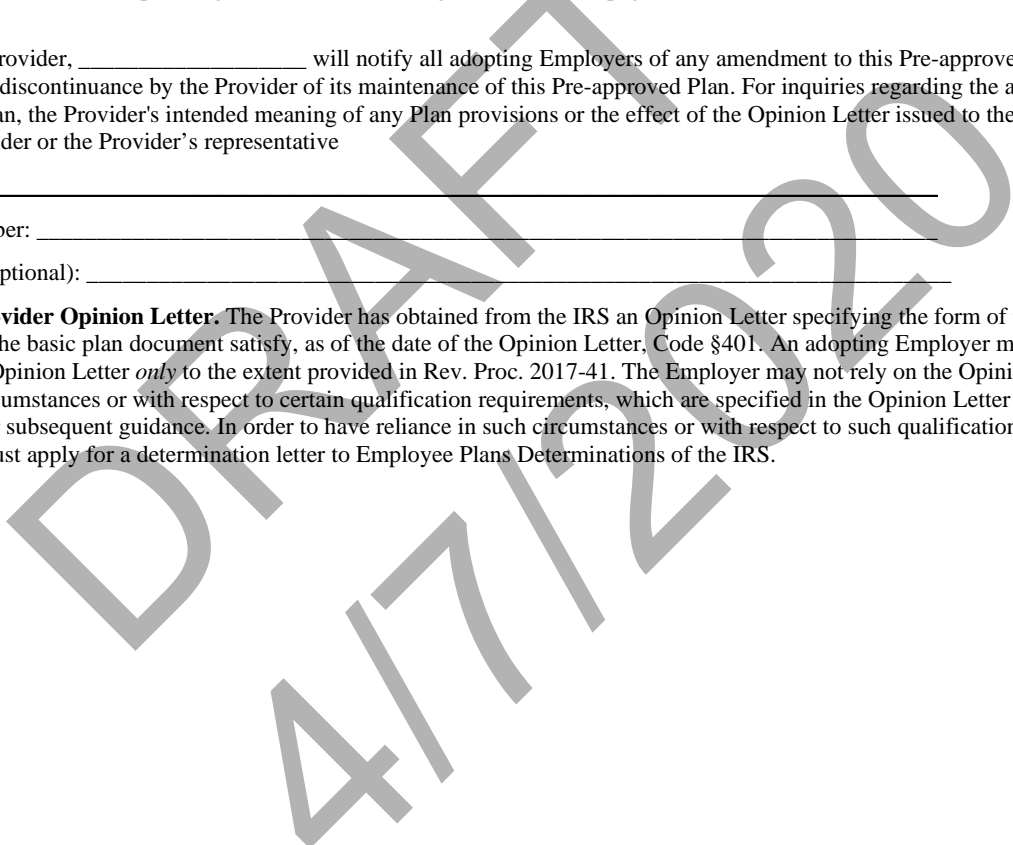 rovider, ___________________ will notify all adopting Employers of any amendment to this Pre-approve
discontinuance by the Provider of its maintenance of this Pre-approved Plan. For inquiries regarding the a
an, the Provider's intended meaning of any Plan provisions or the effect of the Opinion Letter issued to the
der or the Provider’s representative
ber: ___________________________________________________________________________
ptional): ________________________________________________________________________
vider Opinion Letter. The Provider has obtained from the IRS an Opinion Letter specifying the form of
he basic plan document satisfy, as of the date of the Opinion Letter, Code §401. An adopting Employer m
Opinion Letter only to the extent provided in Rev. Proc. 2017-41. The Employer may not rely on the Opini
umstances or with respect to certain qualification requirements, which are specified in the Opinion Letter
subsequent guidance. In order to have reliance in such circumstances or with respect to such qualification
ust apply for a determination letter to Employee Plans Determinations of the IRS.
DRAFT
4/7/2020